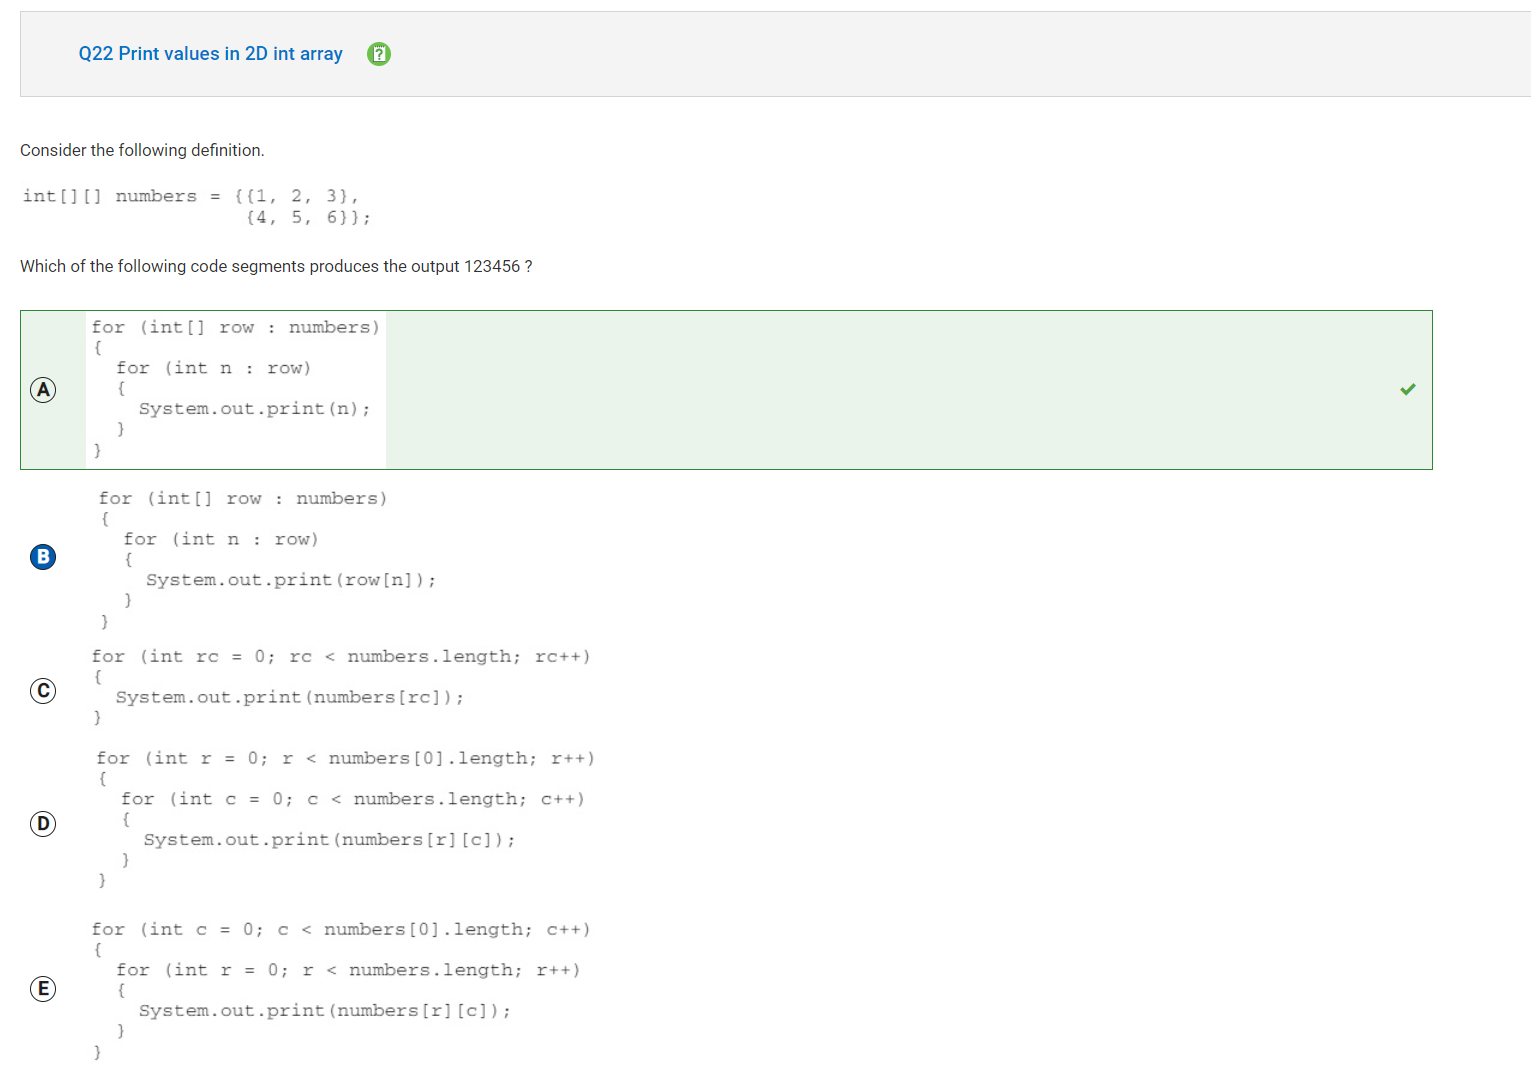 Q22 Print values in 2D int array
Consider the following definition.
int[][] numbers = {{1, 2, 3},
{4, 5, 6}};
Which of the following code segments produces the output 123456 ?
A
for (int[] row : numbers)
{
for (int n : row)
{
System.out.print(n);
}
}
B
for (int[] row : numbers)
{
for (int n : row)
{
System.out.print(row[n]);
}
}
C
for (int rc = 0; rc < numbers.length; rc++)
{
System.out.print(numbers[rc]);
}
D
for (int r = 0; r < numbers[0].length; r++)
{
for (int c = 0; c < numbers.length; c++)
{
System.out.print(numbers[r][c]);
}
}
E
for (int c = 0; c < numbers[0].length; c++)
{
for (int r = 0; r < numbers.length; r++)
{
System.out.print(numbers[r][c]);
}
}